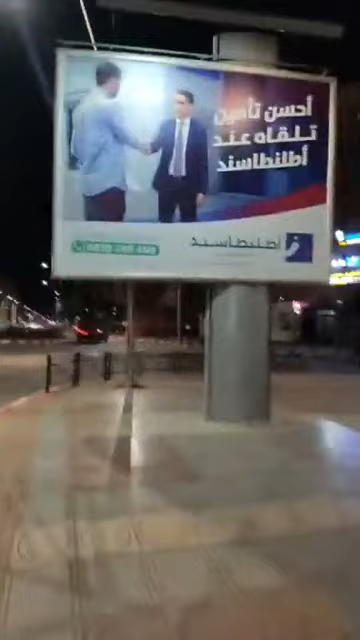 أحسن تأمين
تلقاه عند
أطلنطاسند
أطلنطاسند